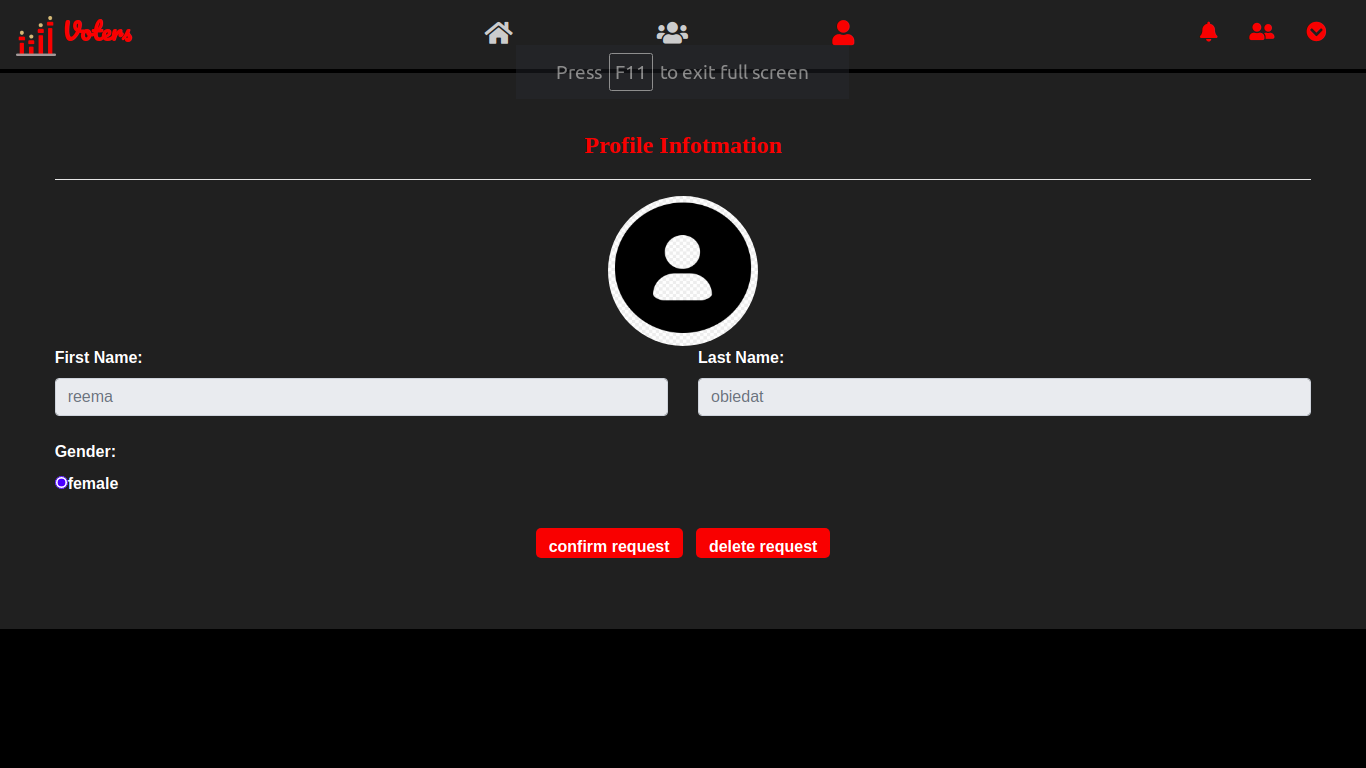 Voters
Press F11 to exit full screen
Profile Infotmation
First Name: Last Name:
reema obiedat
Gender:
female
confirm request delete request